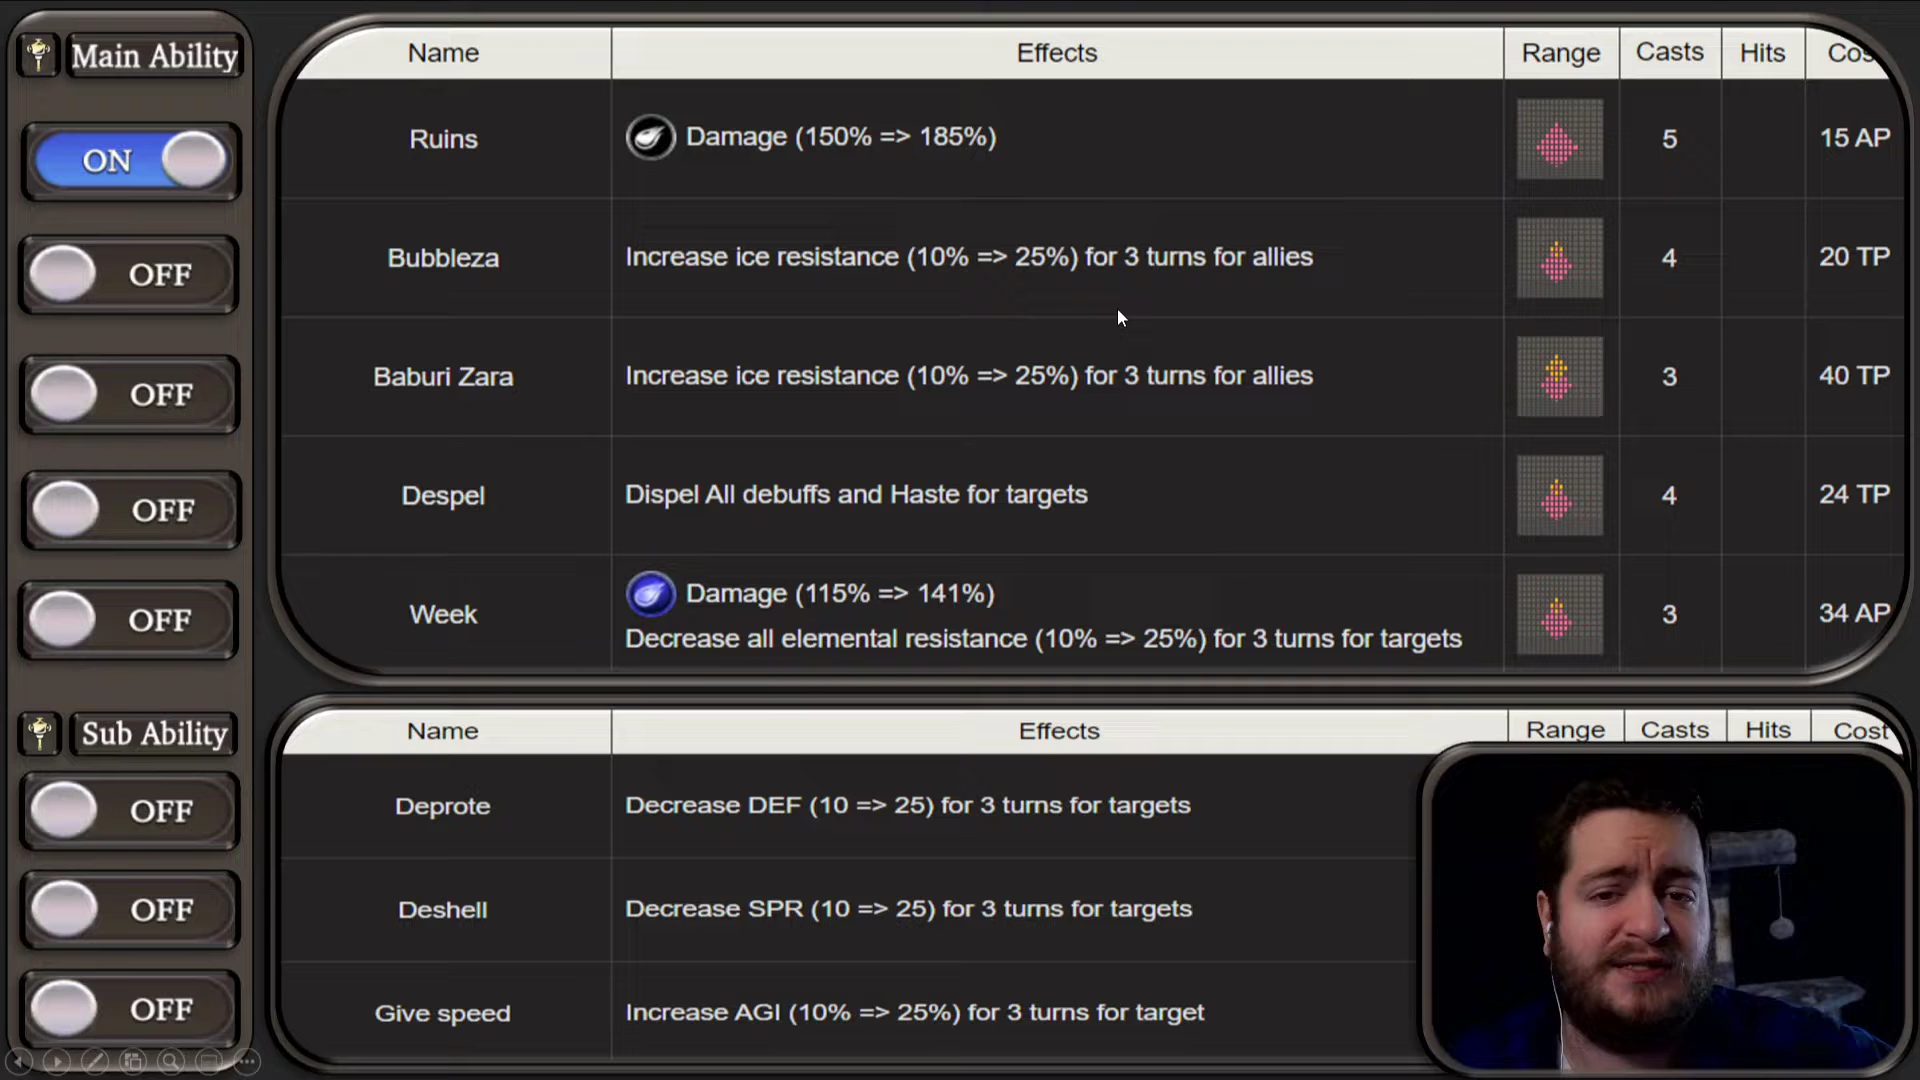 Main Ability
ON
OFF
OFF
OFF
OFF
Name Effects Range Casts Hits
Ruins Damage (150% => 185%) 5 15 AP
Bubbleza Increase ice resistance (10% => 25%) for 3 turns for allies 4 20 TP
Baburi Zara Increase ice resistance (10% => 25%) for 3 turns for allies 3 40 TP
Despel Dispel All debuffs and Haste for targets 4 24 TP
Week Damage (115% => 141%) 3 34 AP
Decrease all elemental resistance (10% => 25%) for 3 turns for targets
Sub Ability
OFF
OFF
OFF
Name Effects Range Casts Hits Cost
Deprote Decrease DEF (10 => 25) for 3 turns for targets
Deshell Decrease SPR (10 => 25) for 3 turns for targets
Give speed Increase AGI (10% => 25%) for 3 turns for target